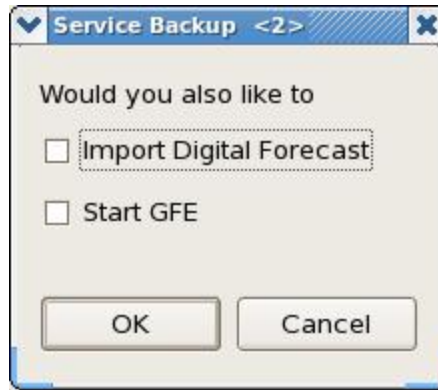 Service Backup <2>
Would you also like to
Import Digital Forecast
Start GFE
OK
Cancel